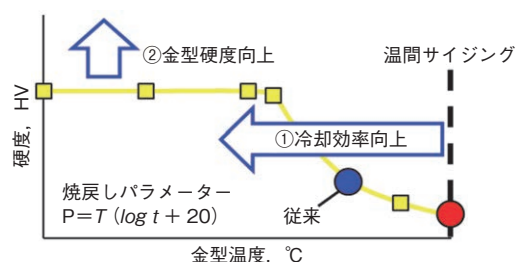 ②金型硬度向上
温間サイジング
硬度，HV
①冷却効率向上
焼戻しパラメーター
P＝T（log t + 20）
従来
金型温度，℃